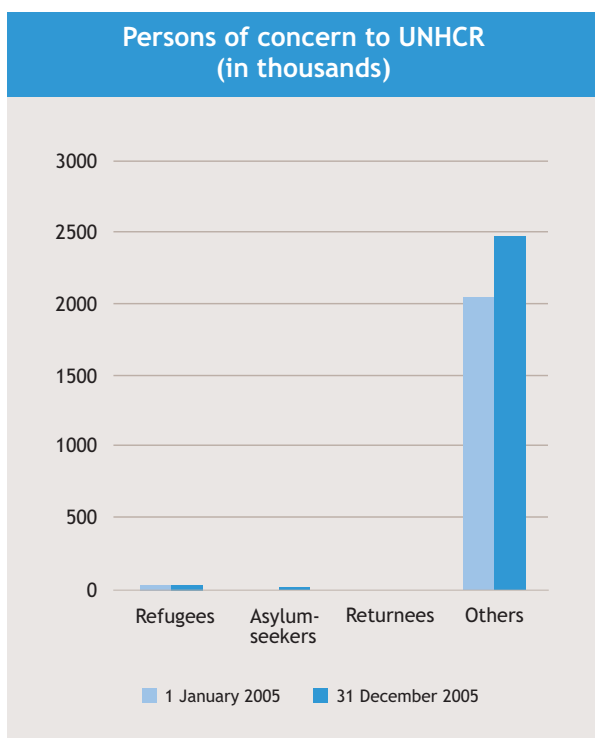 Persons of concern to UNHCR
(in thousands)
3000
2500
2000
1500
1000
500
0
Refugees
Asylum-
seekers
Returnees
Others
1 January 2005
31 December 2005